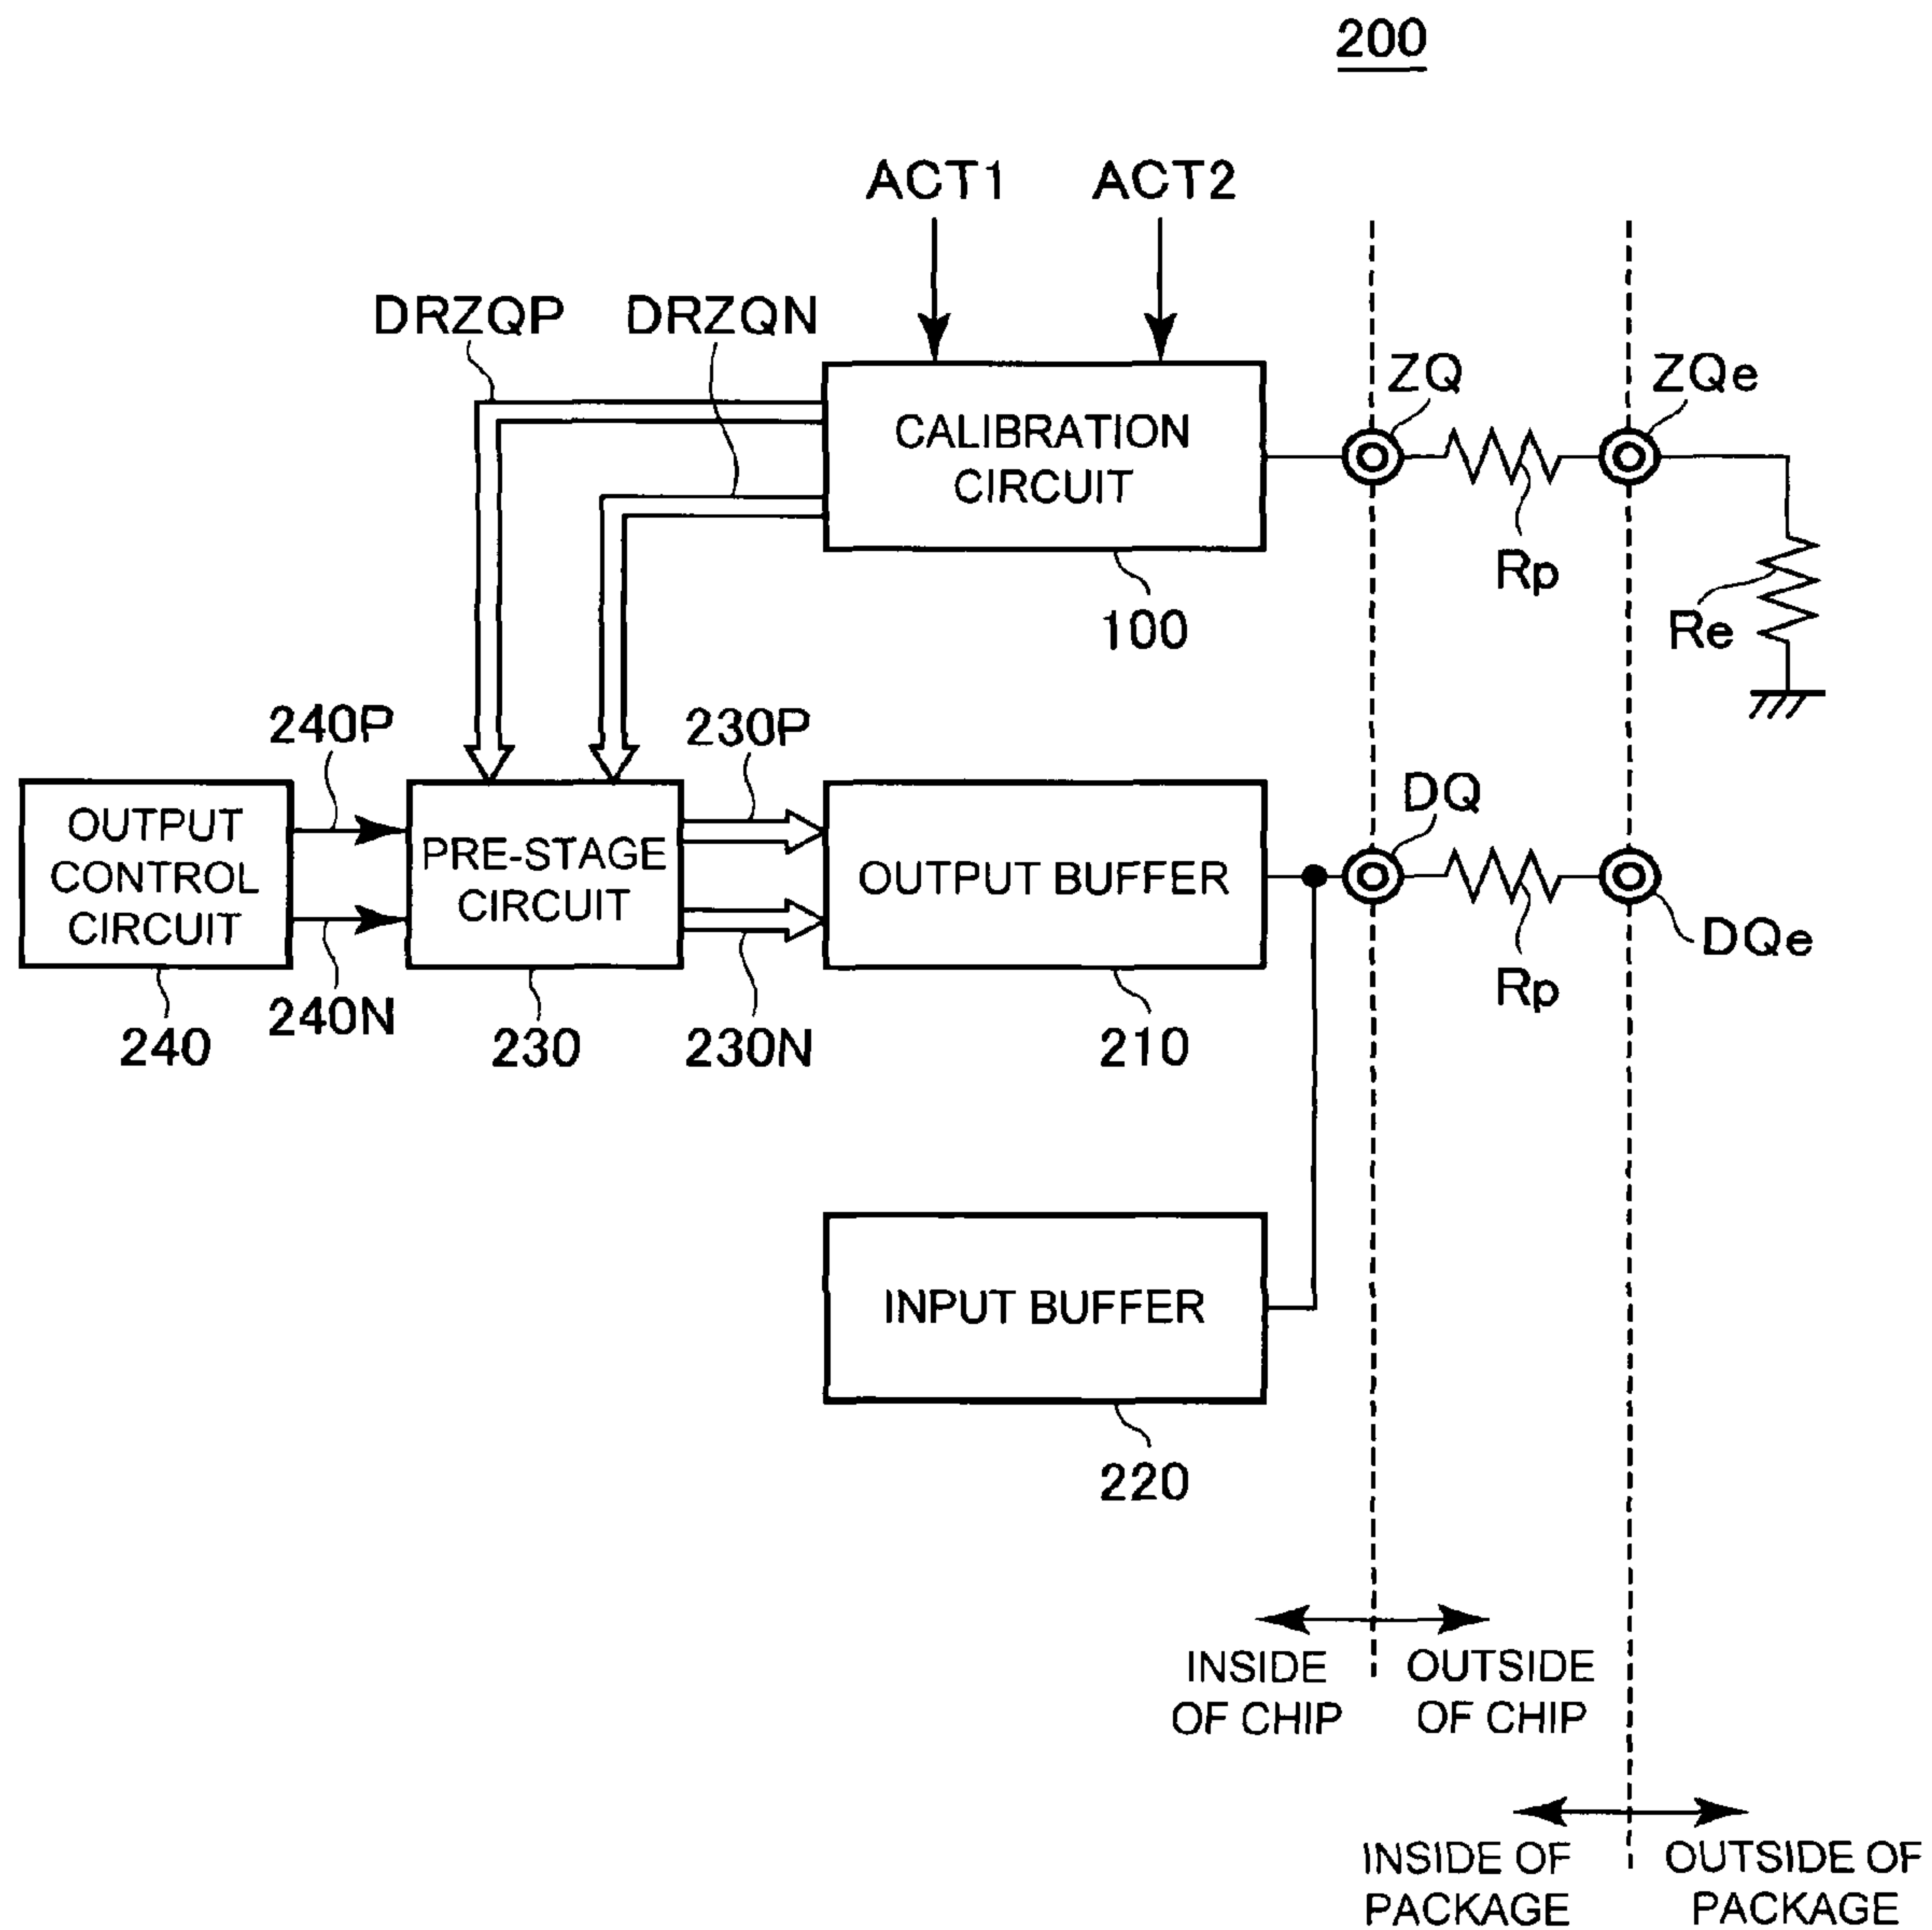 200
ACT1 ACT2
DRZQP DRZQN
ZQ ZQe
CALIBRATION
CIRCUIT
Rp
Re
100
240P 230P
DQ
OUTPUT
CONTROL
CIRCUIT
PRE-STAGE
CIRCUIT
OUTPUT BUFFER
DQe
Rp
240N
240 230 230N 210
INPUT BUFFER
220
INSIDE
OF CHIP
OUTSIDE
OF CHIP
INSIDE OF
PACKAGE
OUTSIDE OF
PACKAGE